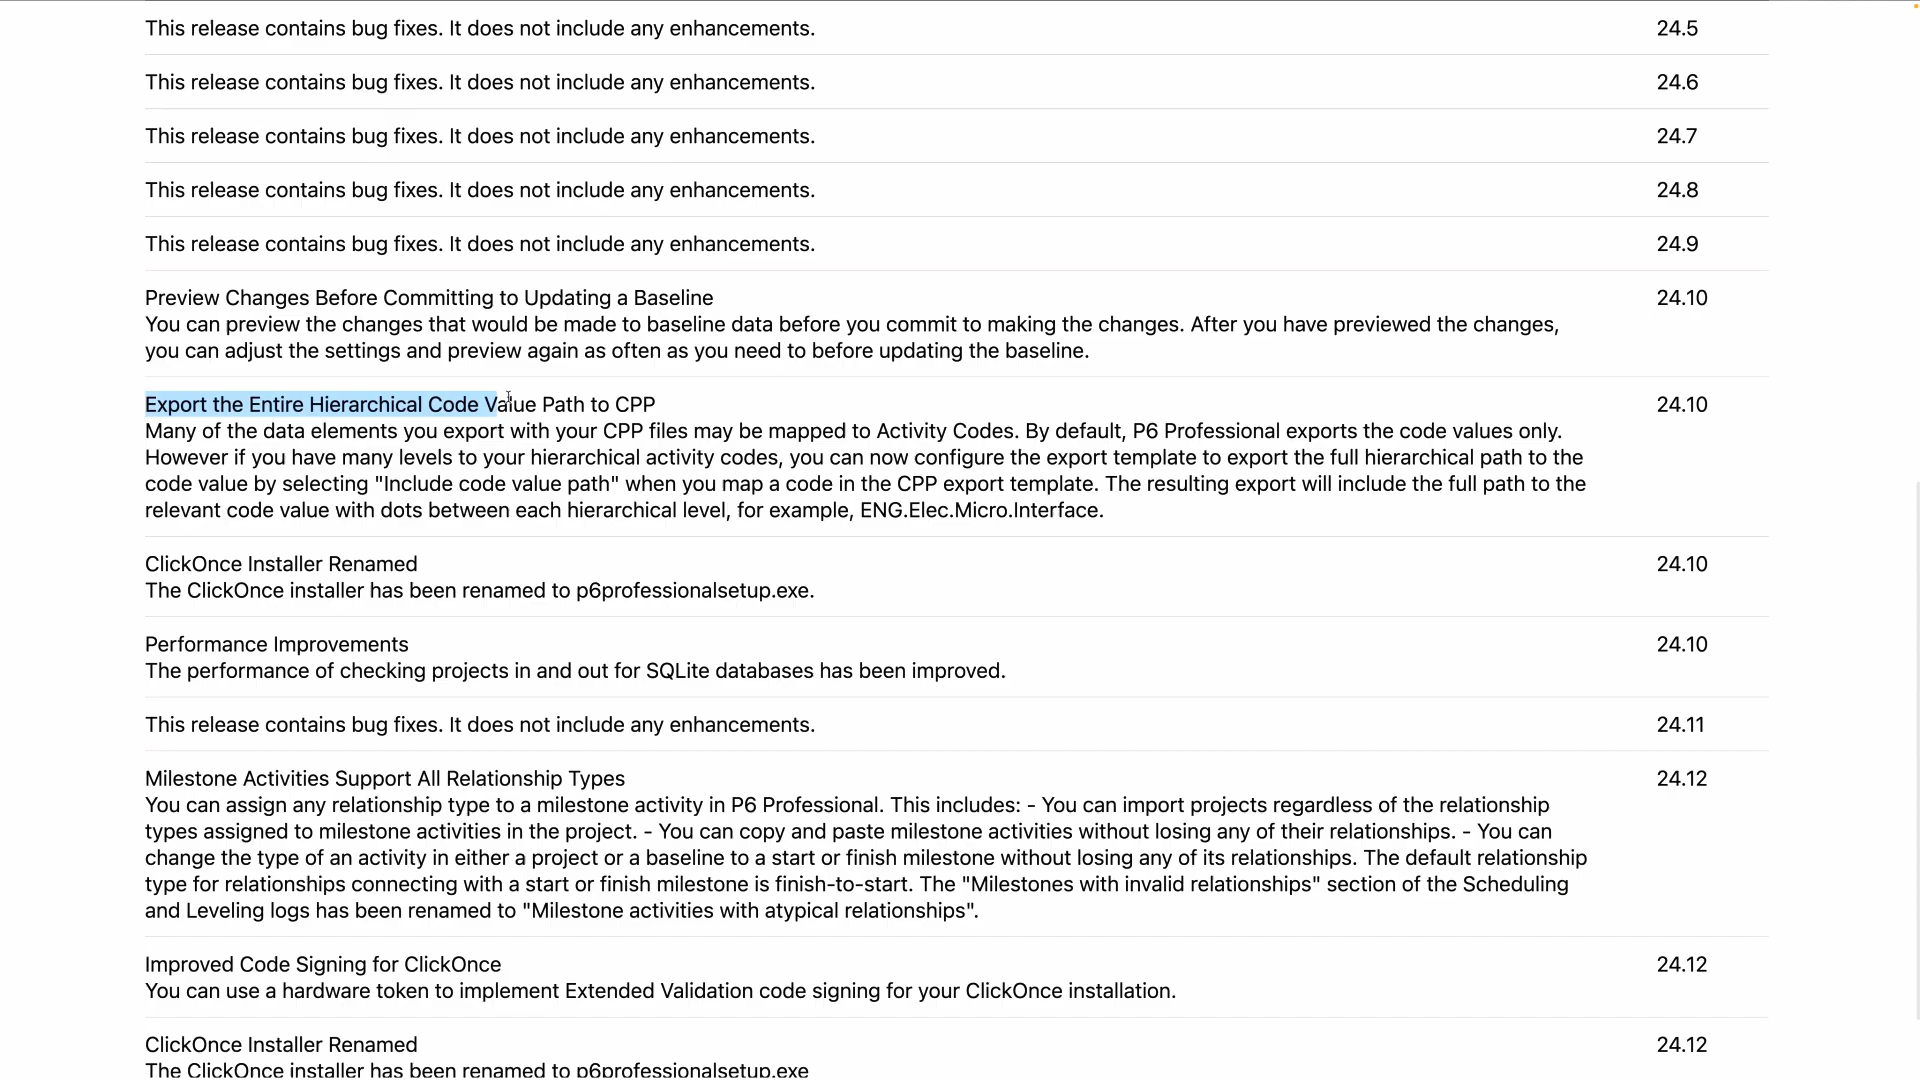 This release contains bug fixes. It does not include any enhancements. 24.5
This release contains bug fixes. It does not include any enhancements. 24.6
This release contains bug fixes. It does not include any enhancements. 24.7
This release contains bug fixes. It does not include any enhancements. 24.8
This release contains bug fixes. It does not include any enhancements. 24.9
Preview Changes Before Committing to Updating a Baseline 24.10
You can preview the changes that would be made to baseline data before you commit to making the changes. After you have previewed the changes,
you can adjust the settings and preview again as often as you need to before updating the baseline.
Export the Entire Hierarchical Code Value Path to CPP 24.10
Many of the data elements you export with your CPP files may be mapped to Activity Codes. By default, P6 Professional exports the code values only.
However if you have many levels to your hierarchical activity codes, you can now configure the export template to export the full hierarchical path to the
code value by selecting "Include code value path" when you map a code in the CPP export template. The resulting export will include the full path to the
relevant code value with dots between each hierarchical level, for example, ENG.Elec.Micro.Interface.
ClickOnce Installer Renamed 24.10
The ClickOnce installer has been renamed to p6professionalsetup.exe.
Performance Improvements 24.10
The performance of checking projects in and out for SQLite databases has been improved.
This release contains bug fixes. It does not include any enhancements. 24.11
Milestone Activities Support All Relationship Types 24.12
You can assign any relationship type to a milestone activity in P6 Professional. This includes: - You can import projects regardless of the relationship
types assigned to milestone activities in the project. - You can copy and paste milestone activities without losing any of their relationships. - You can
change the type of an activity in either a project or a baseline to a start or finish milestone without losing any of its relationships. The default relationship
type for relationships connecting with a start or finish milestone is finish-to-start. The "Milestones with invalid relationships" section of the Scheduling
and Leveling logs has been renamed to "Milestone activities with atypical relationships".
Improved Code Signing for ClickOnce 24.12
You can use a hardware token to implement Extended Validation code signing for your ClickOnce installation.
ClickOnce Installer Renamed 24.12
The ClickOnce installer has been renamed to p6professionalsetup.exe